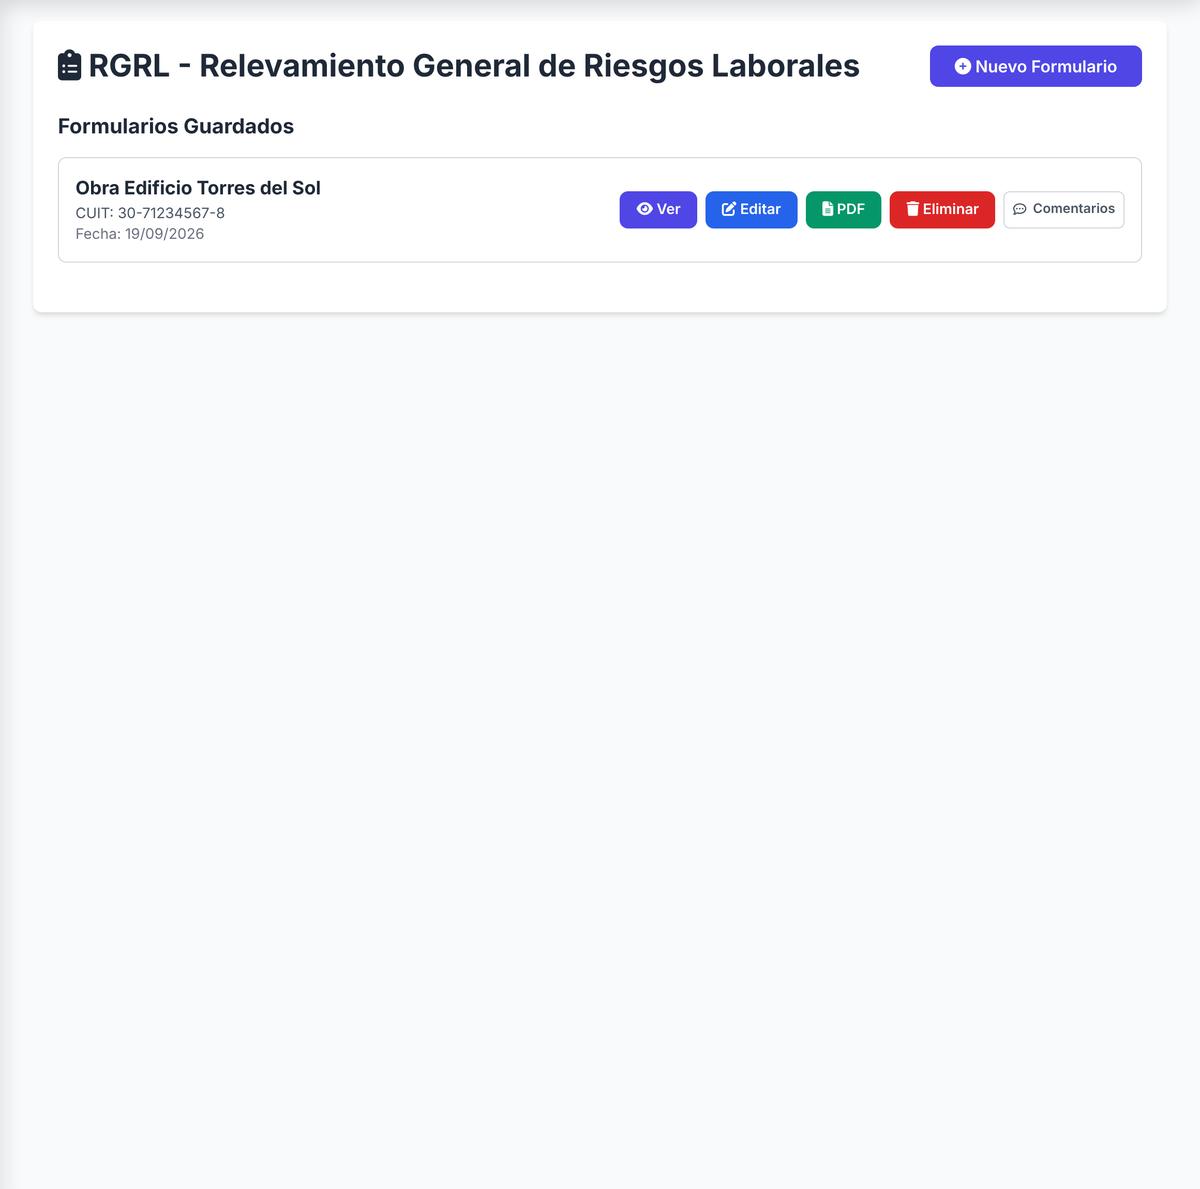 RGRL - Relevamiento General de Riesgos Laborales
Nuevo Formulario
Formularios Guardados
Obra Edificio Torres del Sol
CUIT: 30-71234567-8
Fecha: 19/09/2026
Ver
Editar
PDF
Eliminar
Comentarios